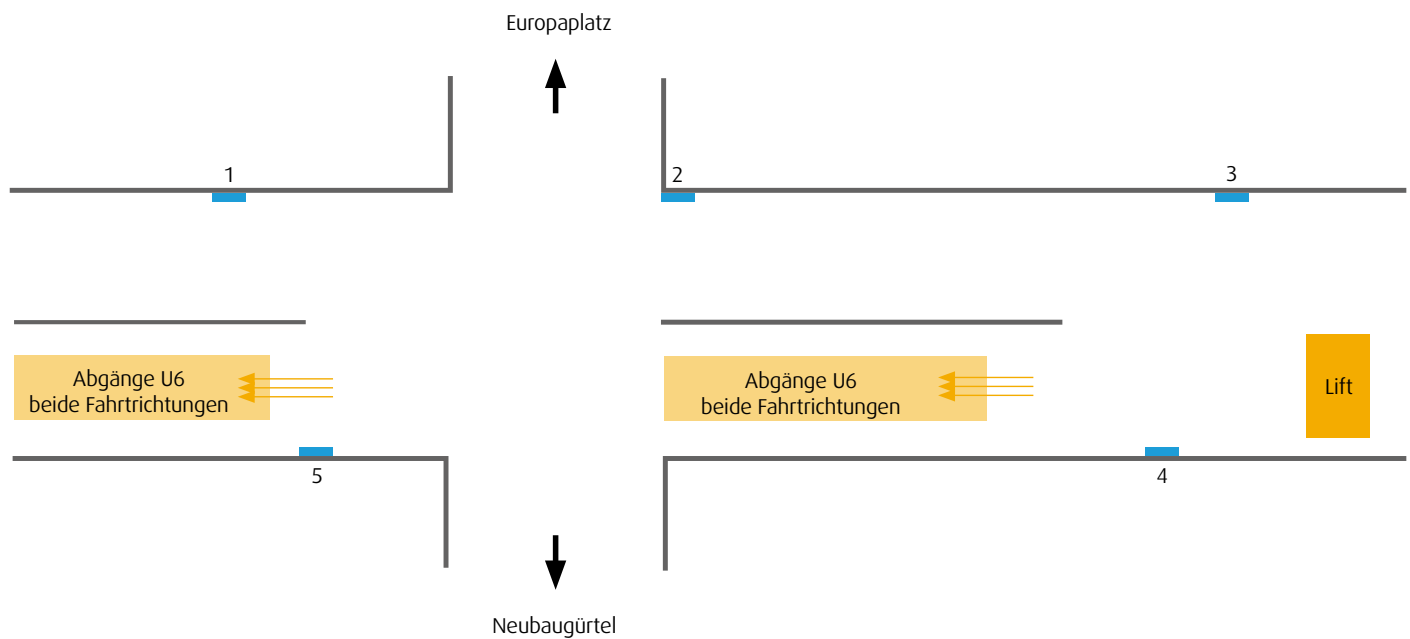 Europaplatz
1
2
3
Abgänge U6
beide Fahrtrichtungen
Abgänge U6
beide Fahrtrichtungen
Lift
5
4
Neubaugürtel